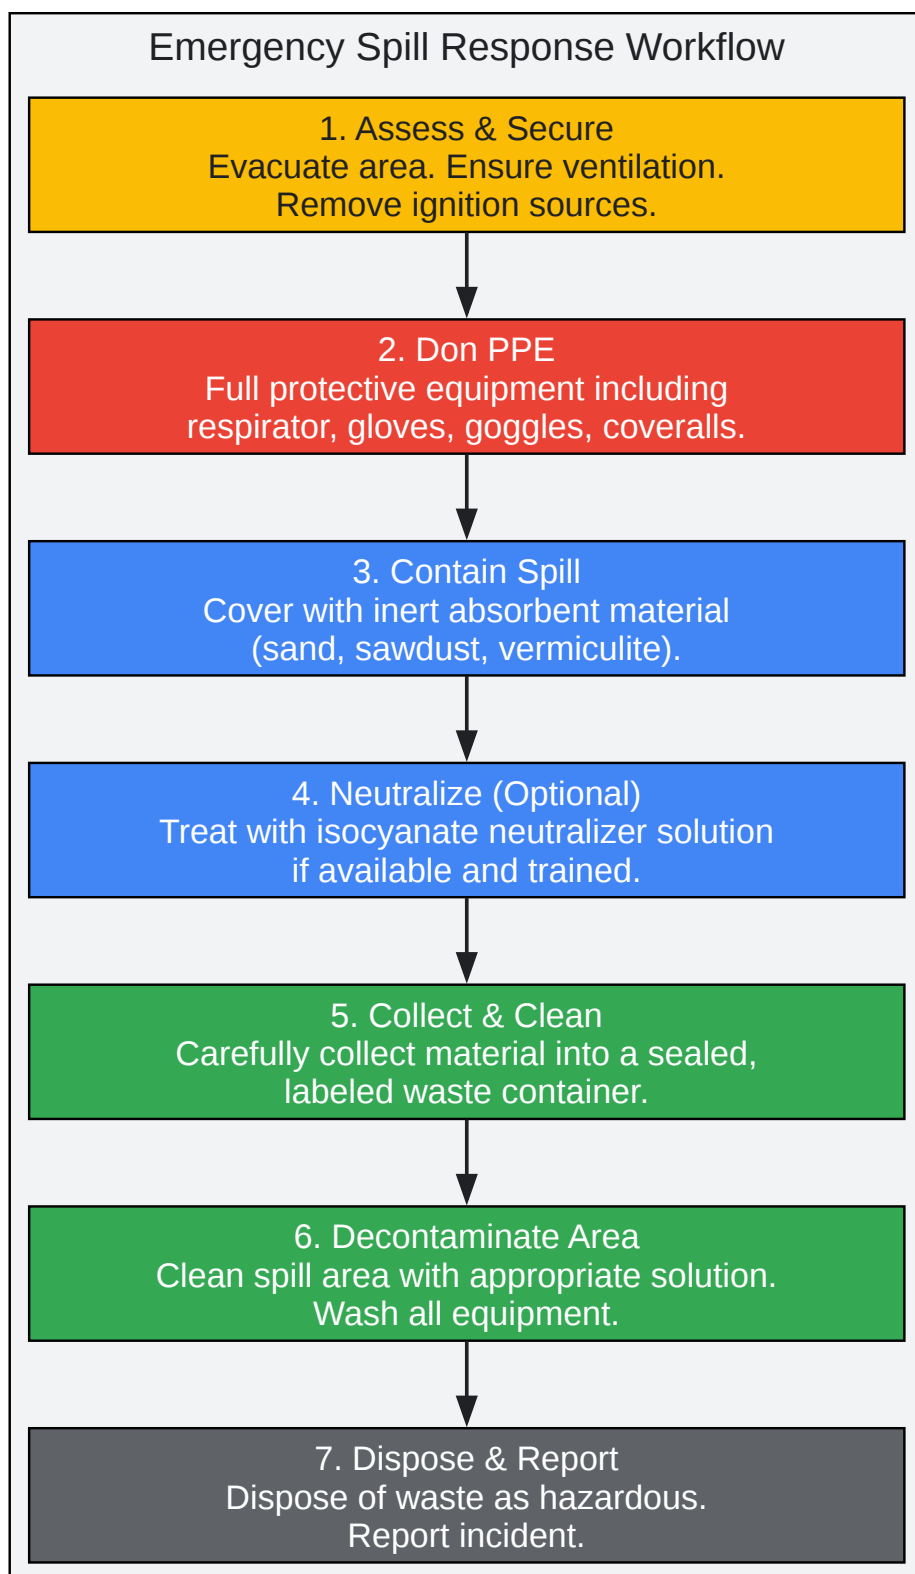 Emergency Spill Response Workflow
1. Assess & Secure
Evacuate area. Ensure ventilation.
Remove ignition sources.
2. Don PPE
Full protective equipment including
respirator, gloves, goggles, coveralls.
3. Contain Spill
Cover with inert absorbent material
(sand, sawdust, vermiculite).
4. Neutralize (Optional)
Treat with isocyanate neutralizer solution
if available and trained.
5. Collect & Clean
Carefully collect material into a sealed,
labeled waste container.
6. Decontaminate Area
Clean spill area with appropriate solution.
Wash all equipment.
7. Dispose & Report
Dispose of waste as hazardous.
Report incident.